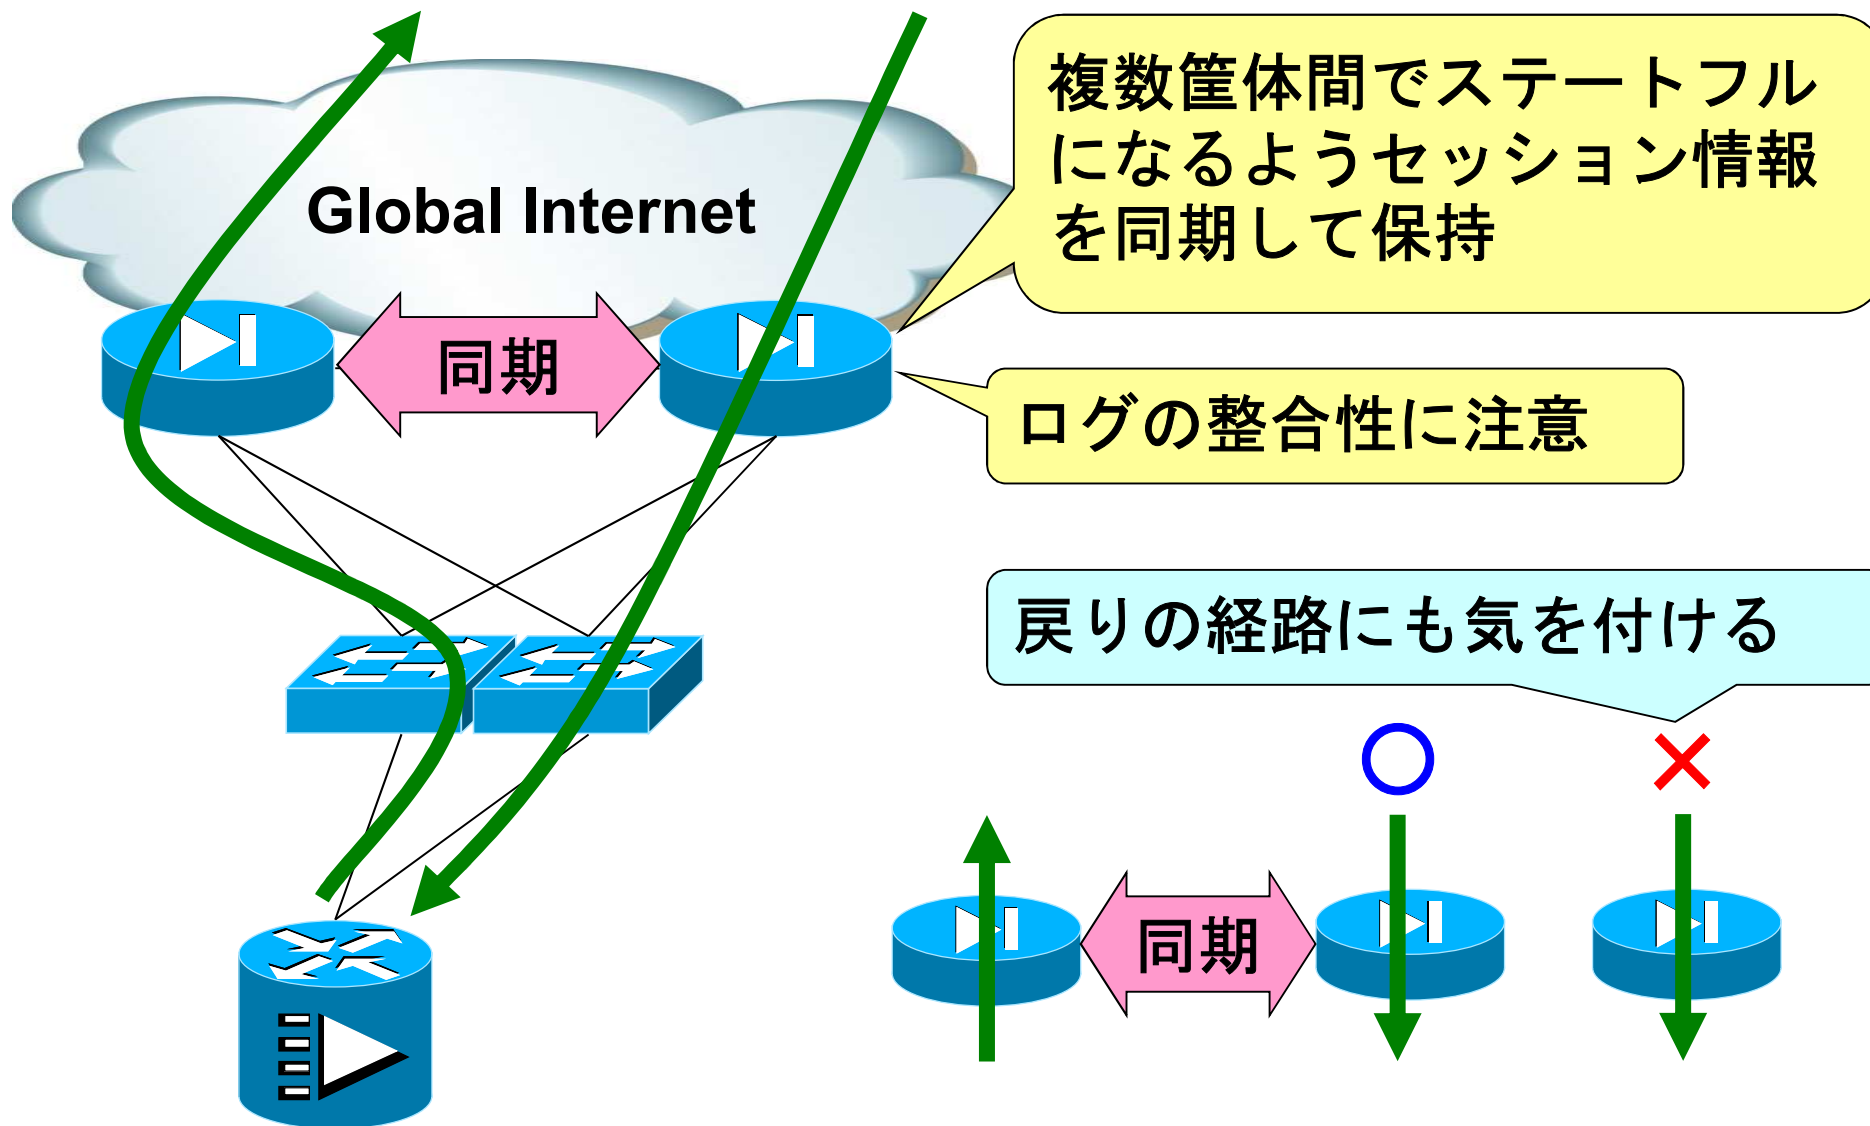 複数筐体間でステートフル
になるようセッション情報
を同期して保持
Global Internet
同期
ログの整合性に注意
戻りの経路にも気を付ける
同期